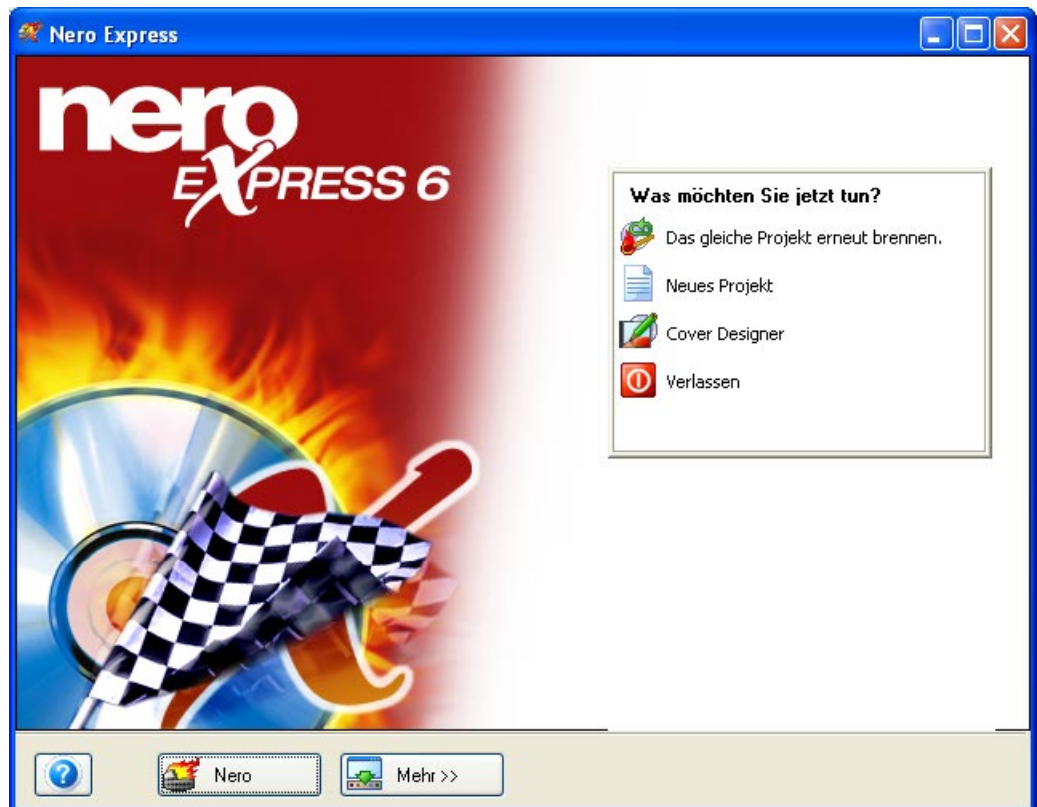 Nero Express
nero
EXPRESS 6
Was möchten Sie jetzt tun?
Das gleiche Projekt erneut brennen.
Neues Projekt
Cover Designer
Verlassen
?
Nero
Mehr >>